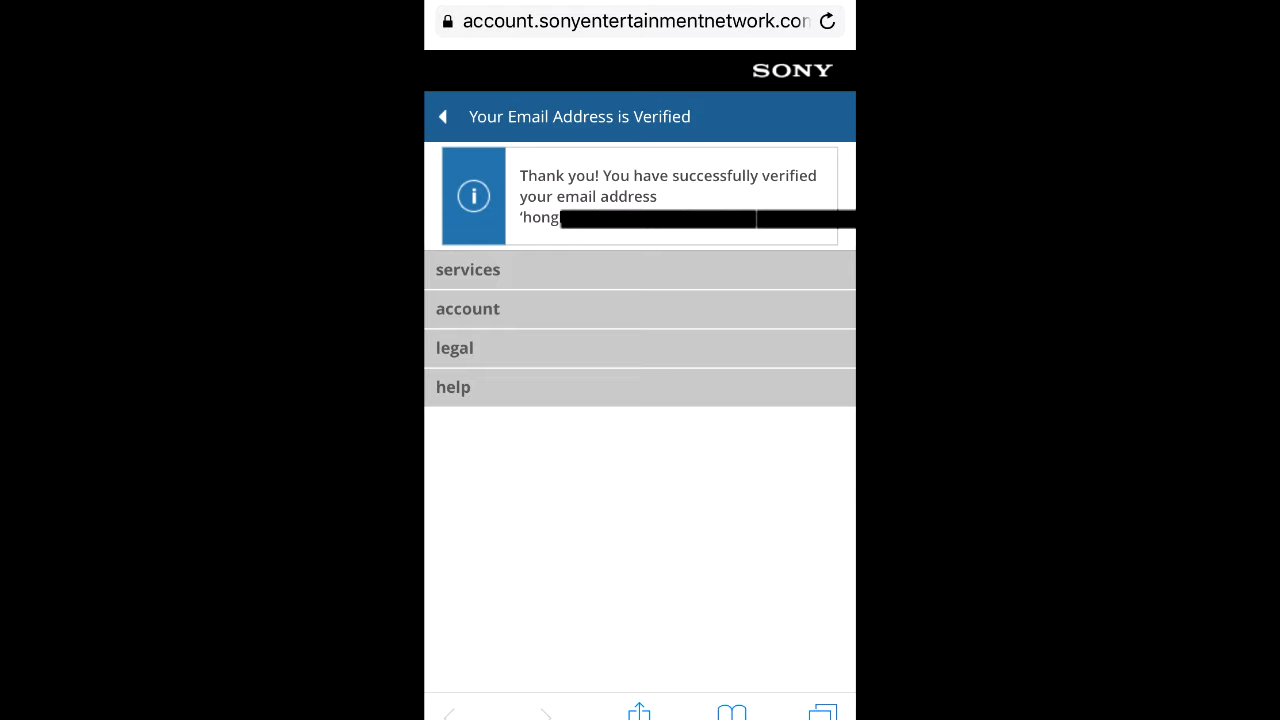 account.sonyentertainmentnetwork.com
SONY
Your Email Address is Verified
Thank you! You have successfully verified
your email address
‘hong
services
account
legal
help